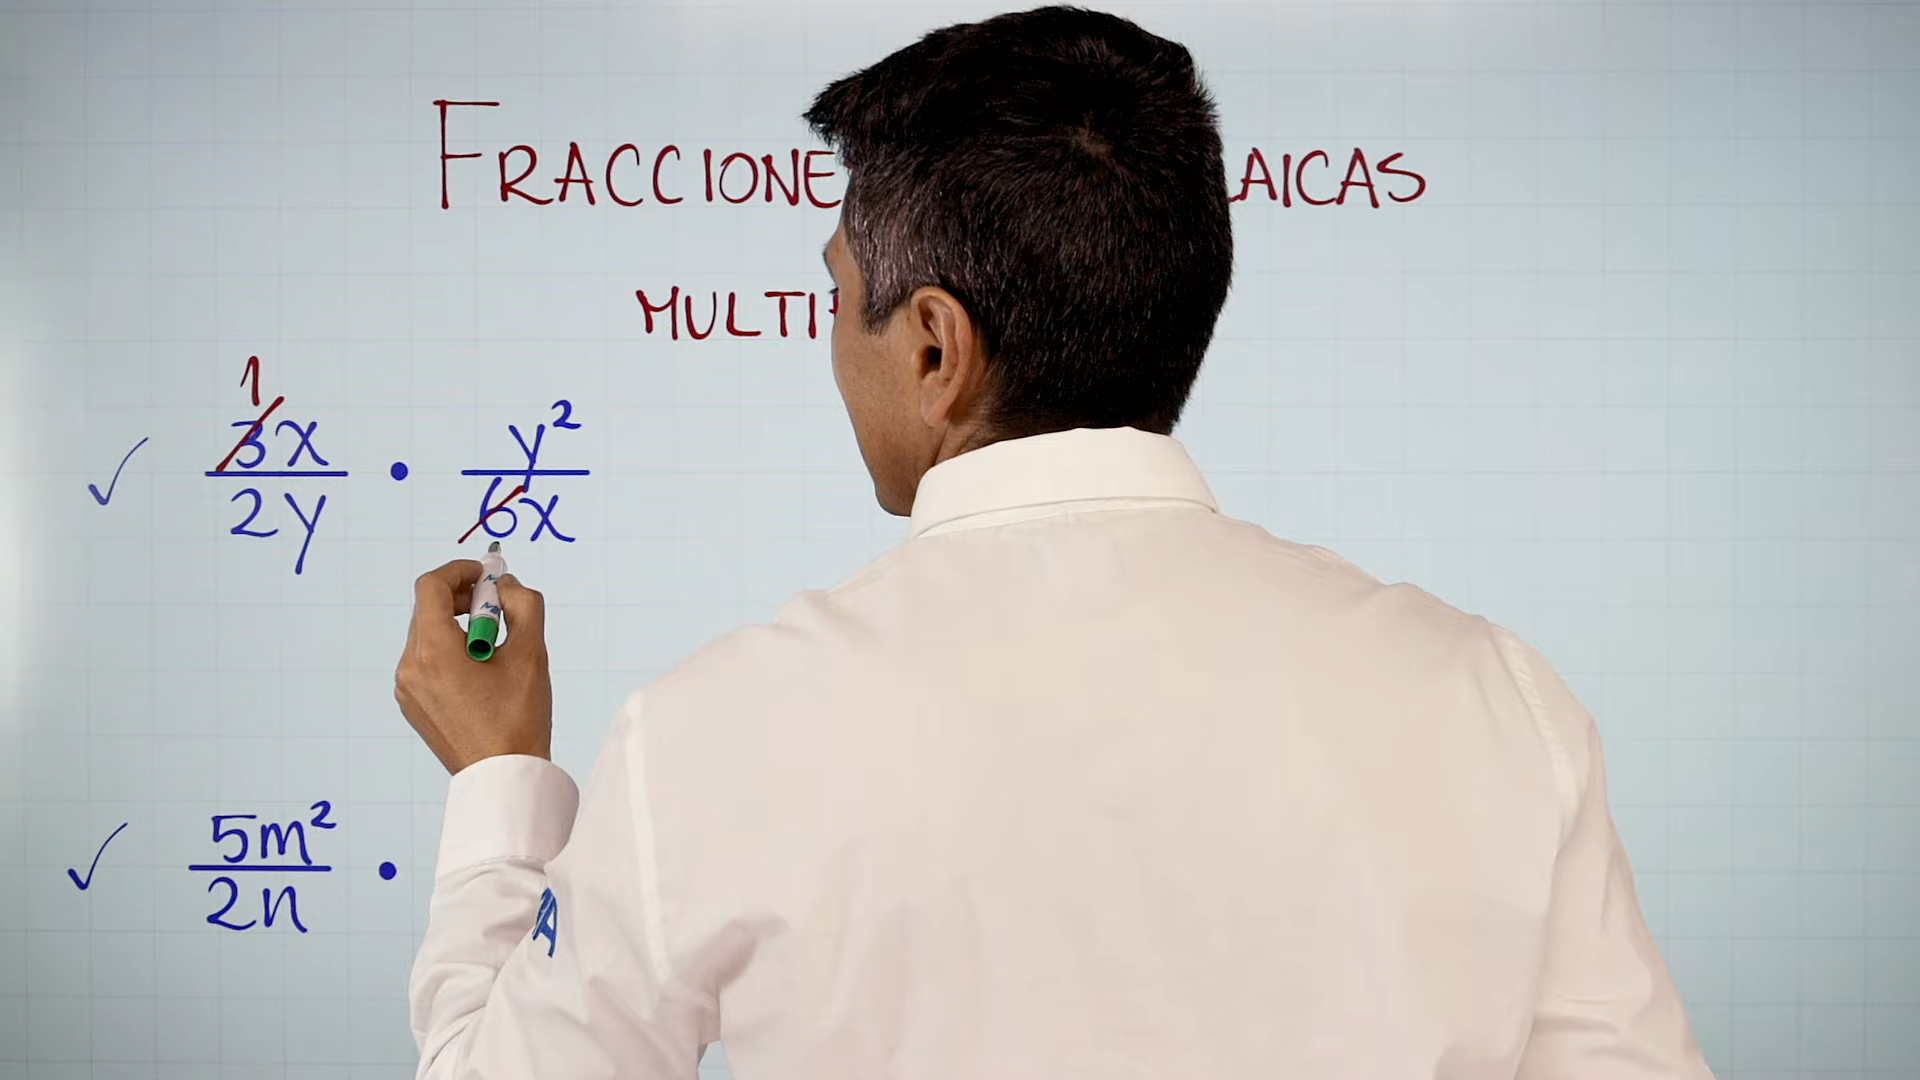 FRACCIONE AICAS
MULTI
1
3x y²
2y • 6x
5m²
2n •
A